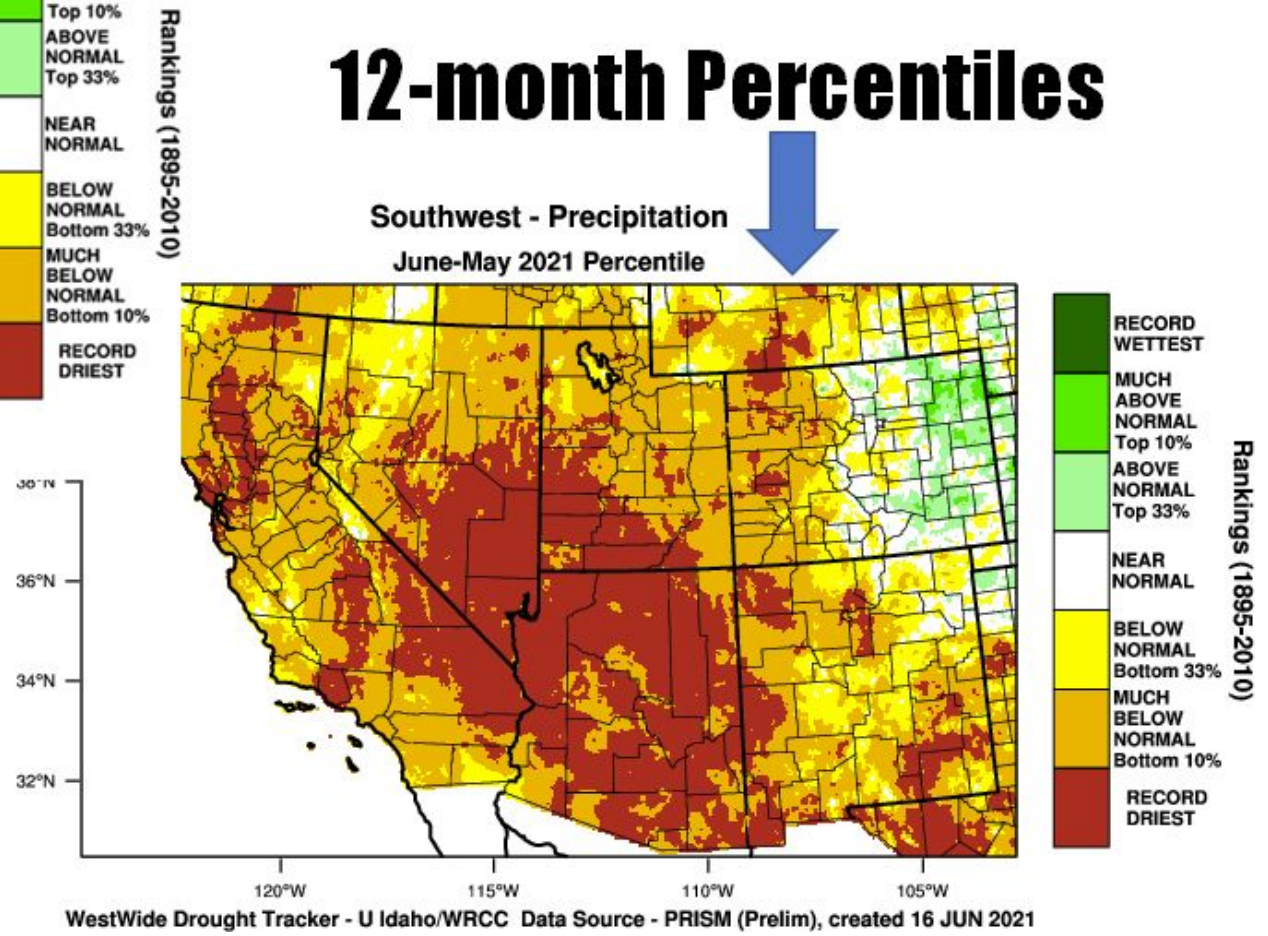 Top 10%
ABOVE
NORMAL
Top 33%
NEAR
NORMAL
BELOW
NORMAL
Bottom 33%
MUCH
BELOW
NORMAL
Bottom 10%
RECORD
DRIEST
Rankings (1895-2010)
12-month Percentiles
Southwest - Precipitation
June-May 2021 Percentile
RECORD
WETTEST
MUCH
ABOVE
NORMAL
Top 10%
ABOVE
NORMAL
Top 33%
NEAR
NORMAL
BELOW
NORMAL
Bottom 33%
MUCH
BELOW
NORMAL
Bottom 10%
RECORD
DRIEST
Rankings (1895-2010)
38°N
36°N
34°N
32°N
120°W
115°W
110°W
105°W
WestWide Drought Tracker - U Idaho/WRCC Data Source - PRISM (Prelim), created 16 JUN 2021